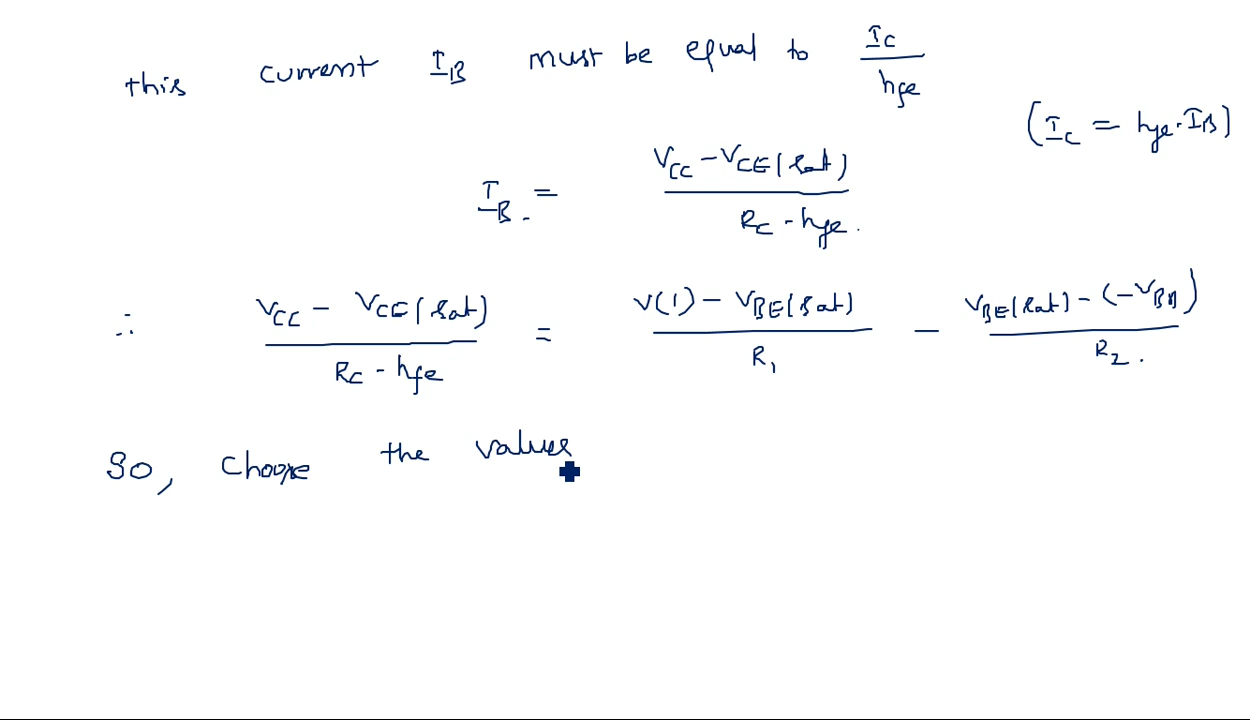 this current I_B must be equal to I_C / h_fe
(I_C = h_fe . I_B)
I_B = (V_CC - V_CE(sat)) / (R_C - h_fe)
∴ (V_CC - V_CE(sat)) / (R_C - h_fe) = (V(1) - V_BE(sat)) / R_1 - (V_BE(sat) - (-V_BB)) / R_2 .
So, choose the values